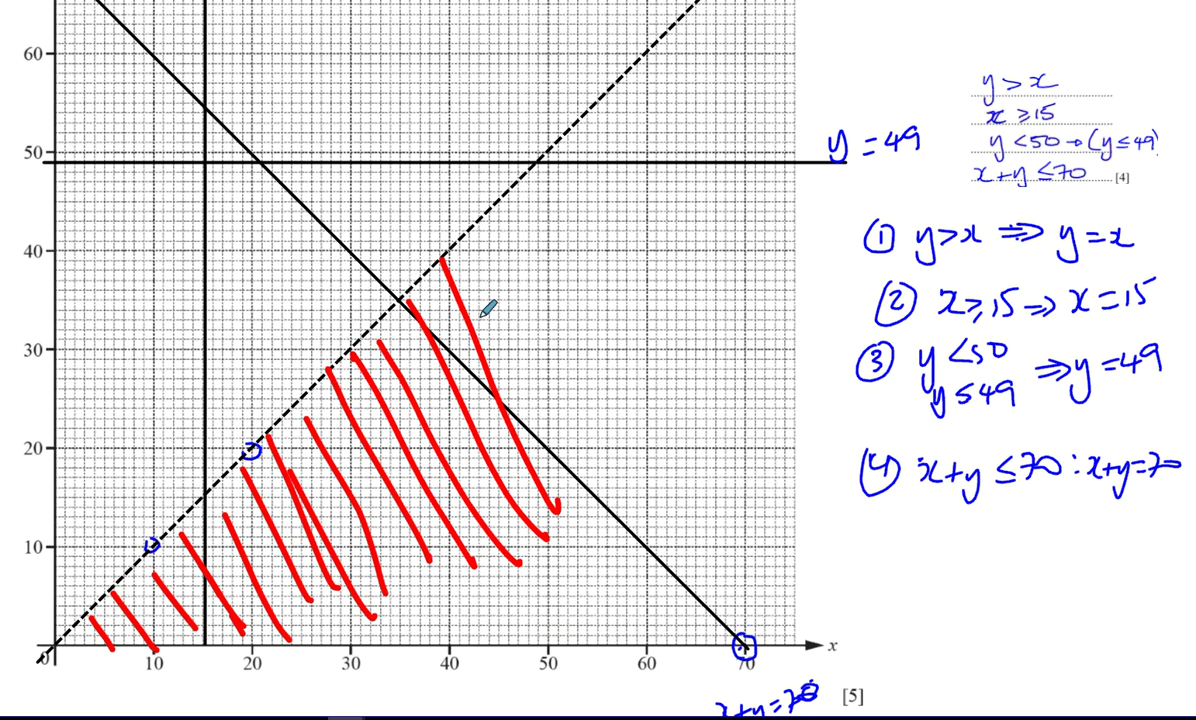 y > x
x ≥ 15
y < 50 → (y ≤ 49)
x + y ≤ 70 [4]
y = 49
① y > x ⇒ y = x
② x ≥ 15 ⇒ x = 15
③ y < 50
y ≤ 49 ⇒ y = 49
④ x + y ≤ 70 : x + y = 70
60
50
40
30
20
10
0 10 20 30 40 50 60 70 x
x + y = 70 [5]